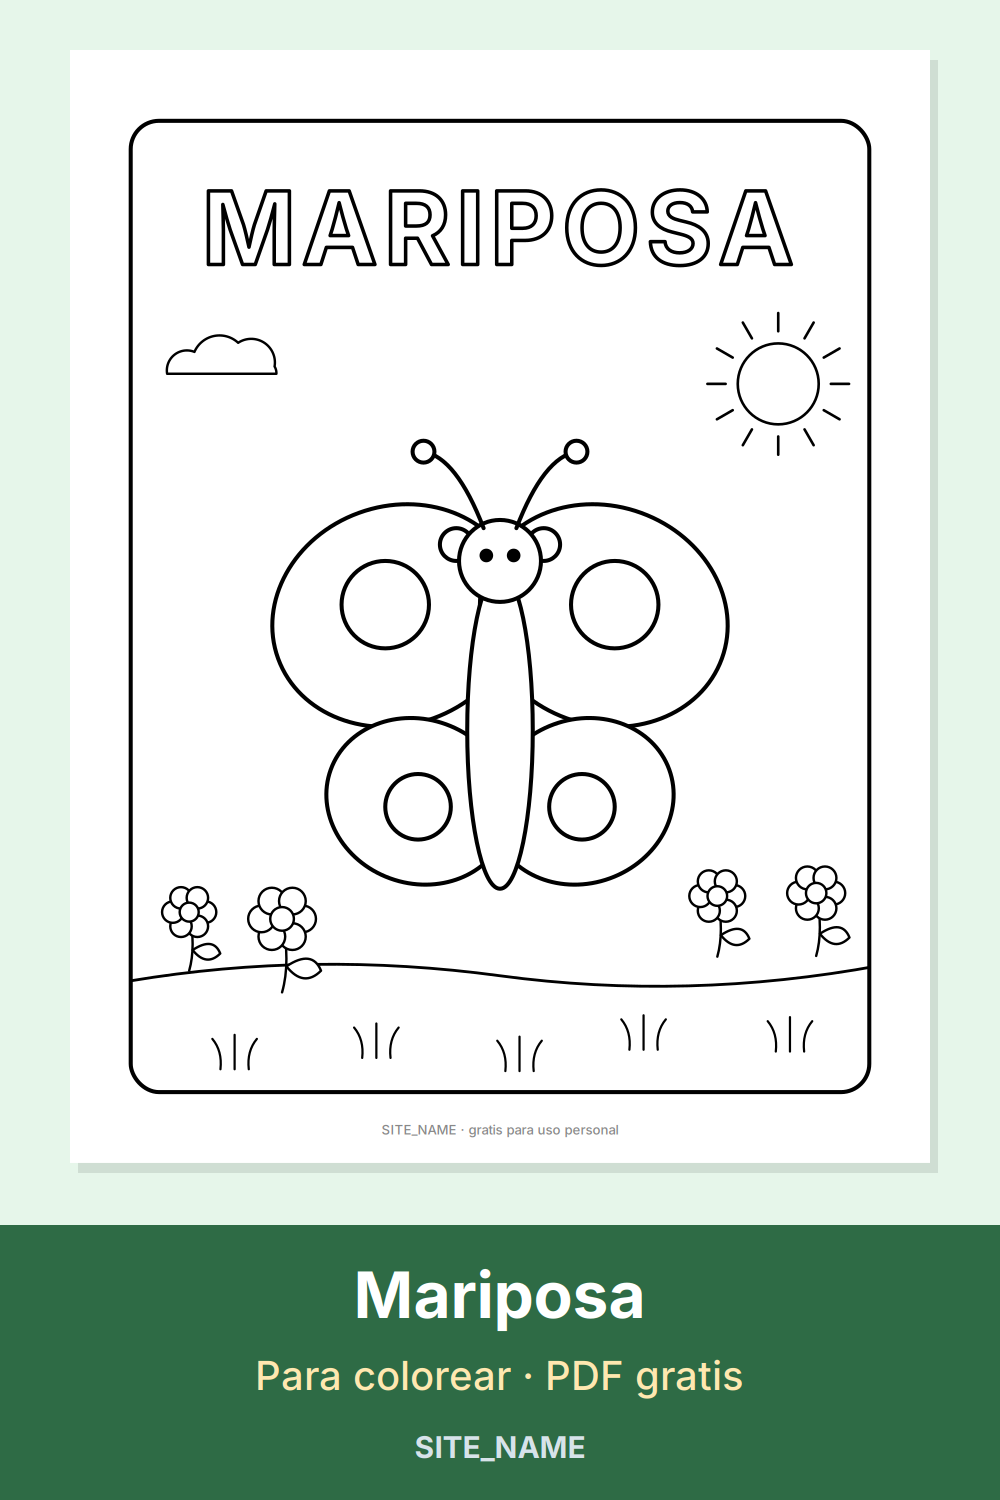 MARIPOSA
SITE_NAME · gratis para uso personal
Mariposa
Para colorear · PDF gratis
SITE_NAME